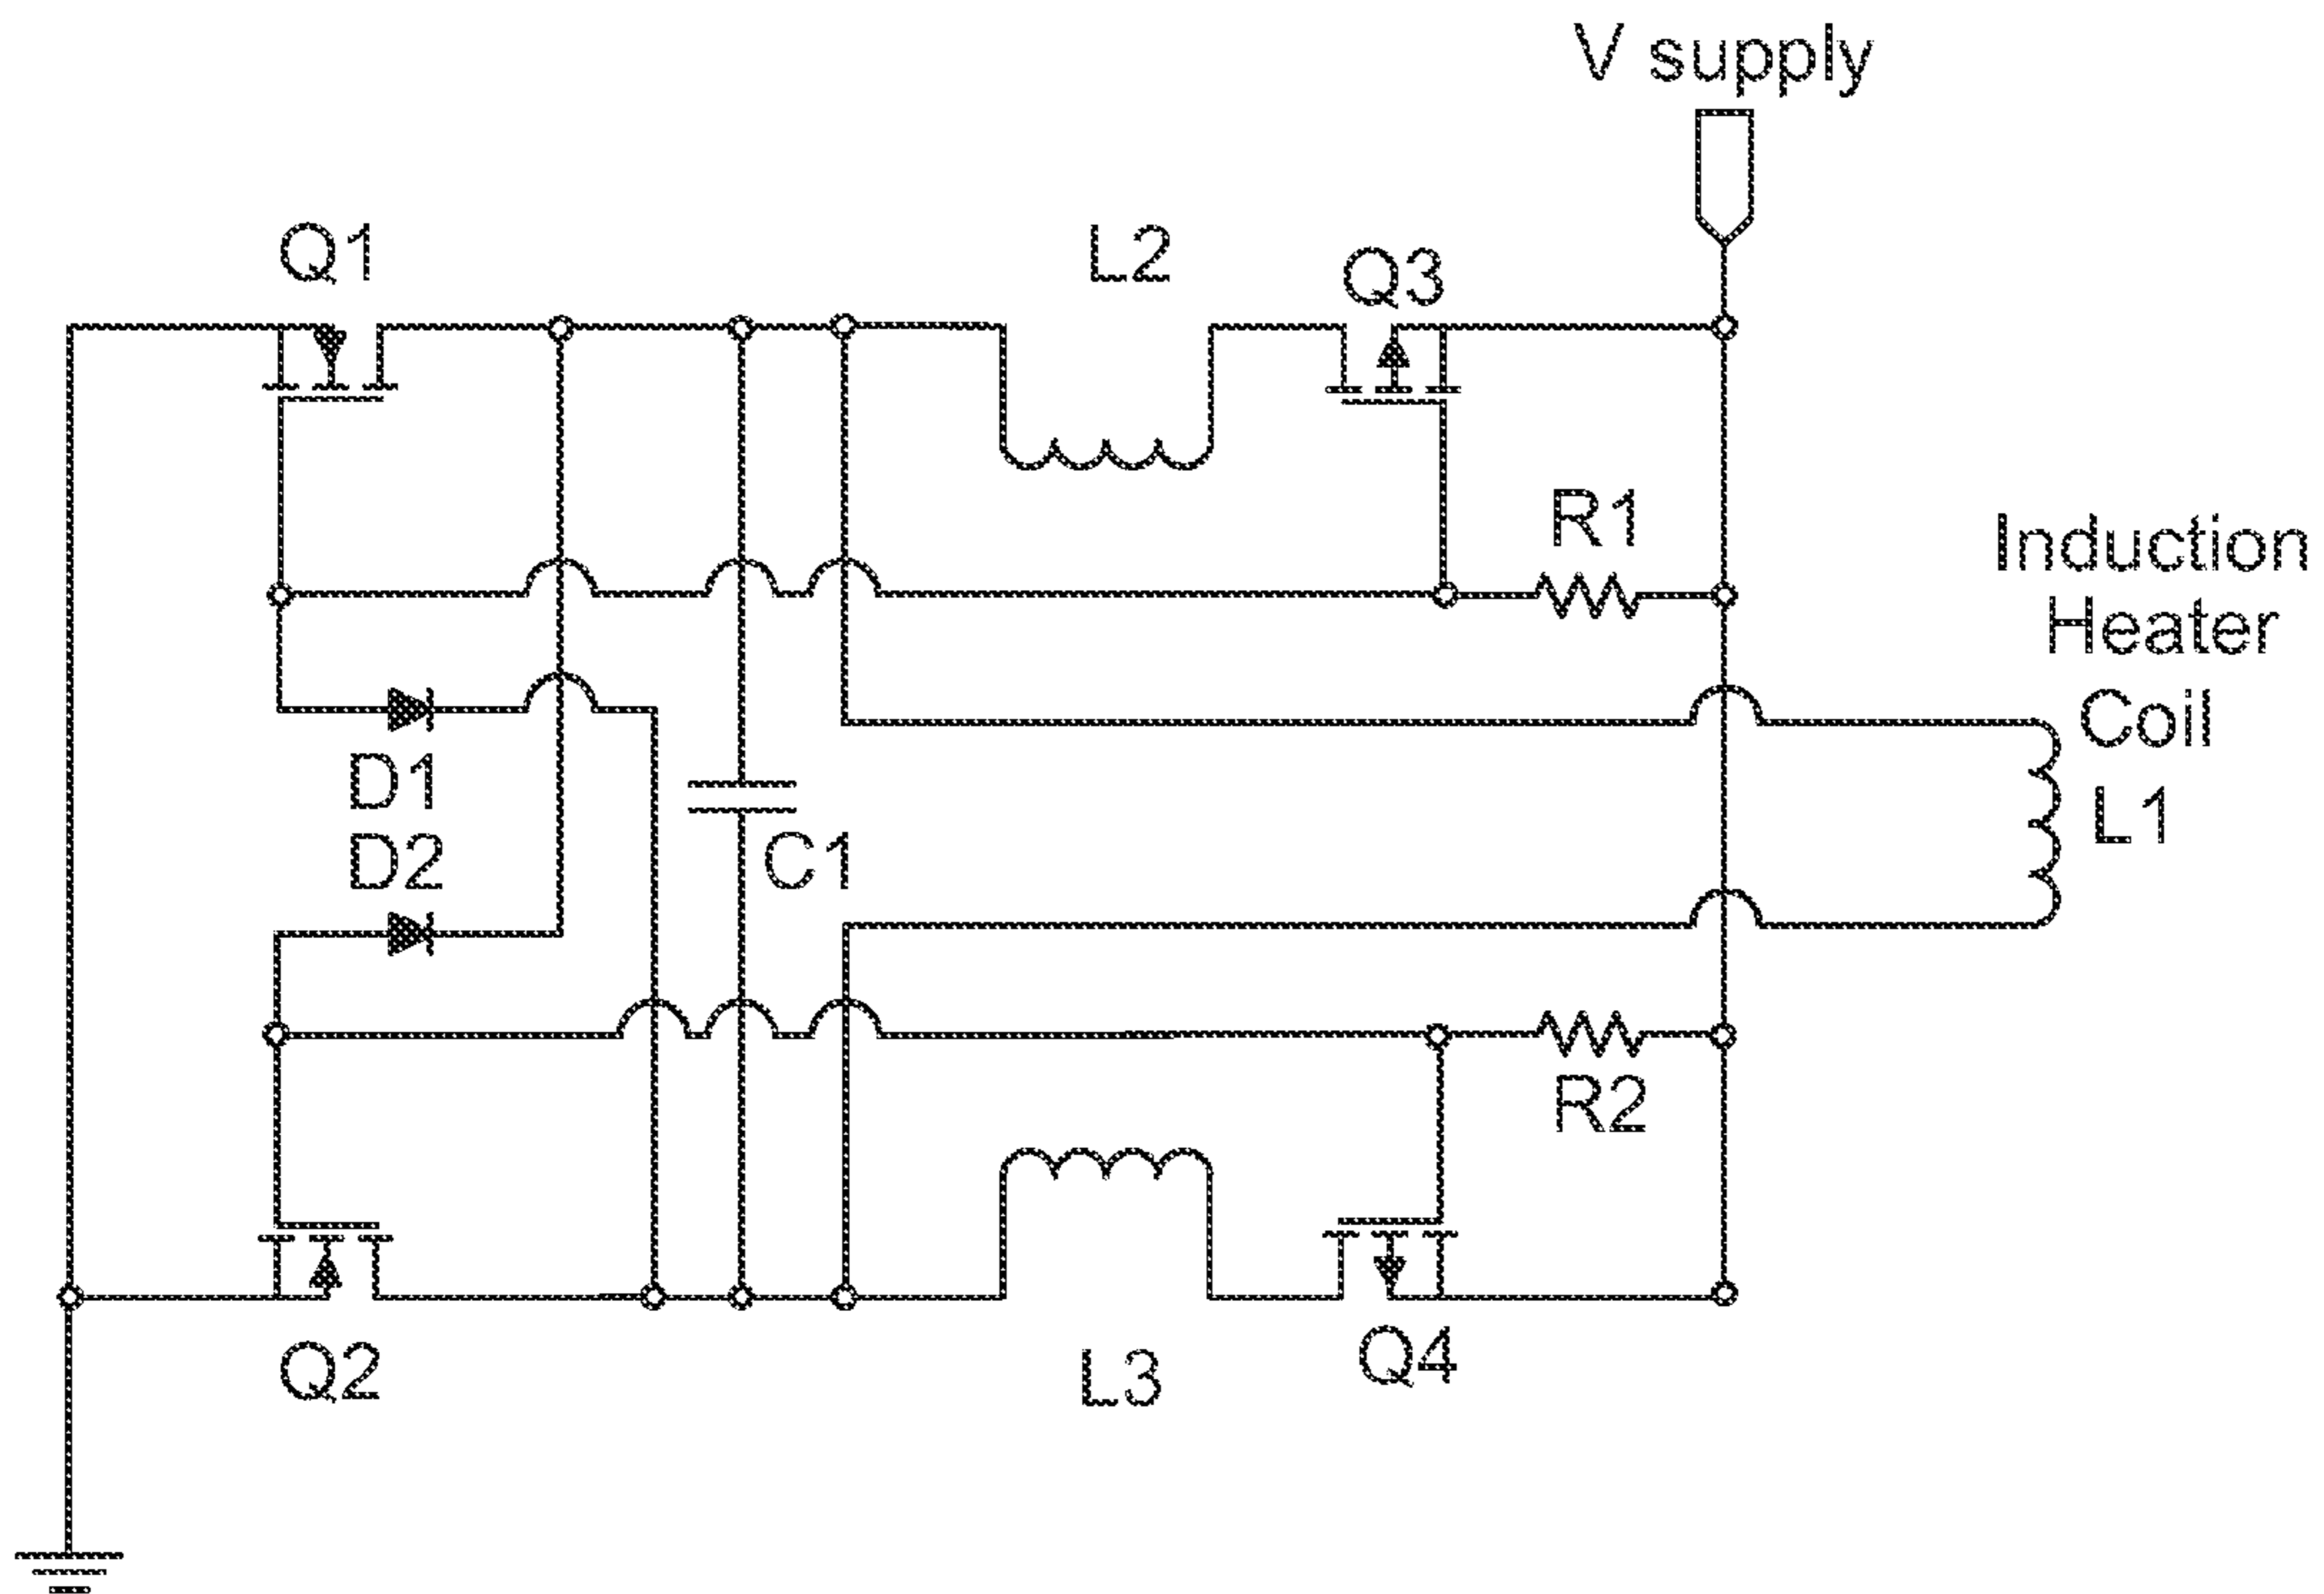 V supply
Q1
L2
Q3
R1
Induction
Heater
Coil
L1
D1
D2
C1
R2
Q2
L3
Q4